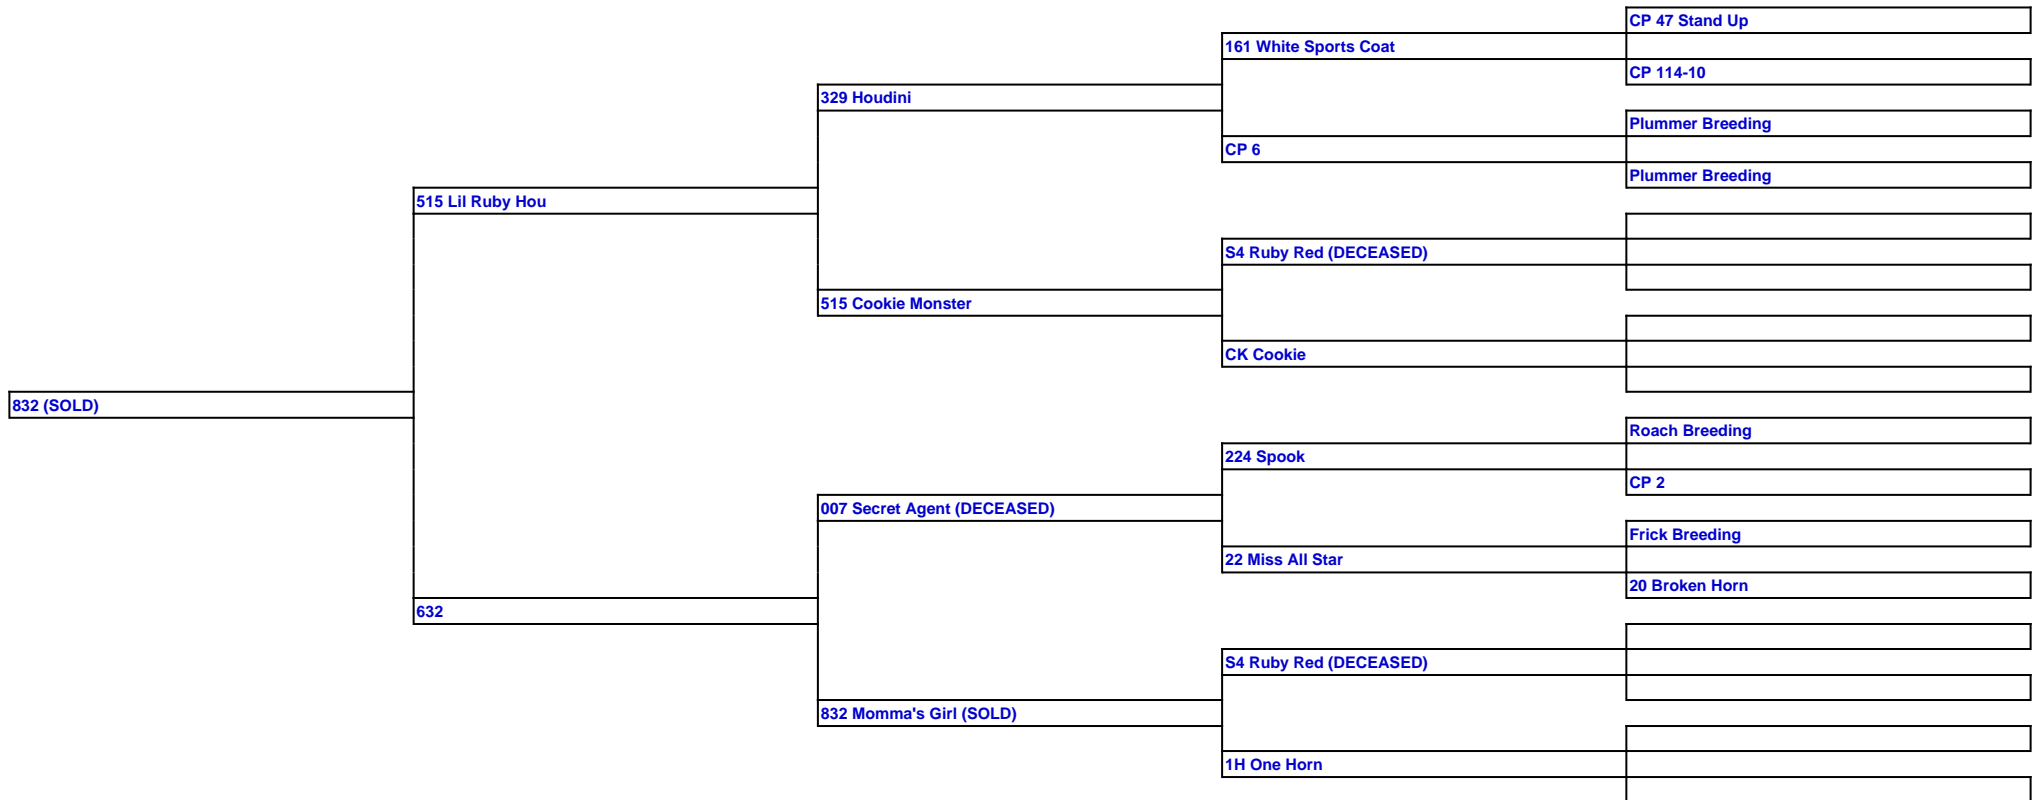 CP 47 Stand Up
161 White Sports Coat
CP 114-10
329 Houdini
Plummer Breeding
CP 6
Plummer Breeding
515 Lil Ruby Hou
S4 Ruby Red (DECEASED)
515 Cookie Monster
CK Cookie
832 (SOLD)
Roach Breeding
224 Spook
CP 2
007 Secret Agent (DECEASED)
Frick Breeding
22 Miss All Star
20 Broken Horn
632
S4 Ruby Red (DECEASED)
832 Momma's Girl (SOLD)
1H One Horn